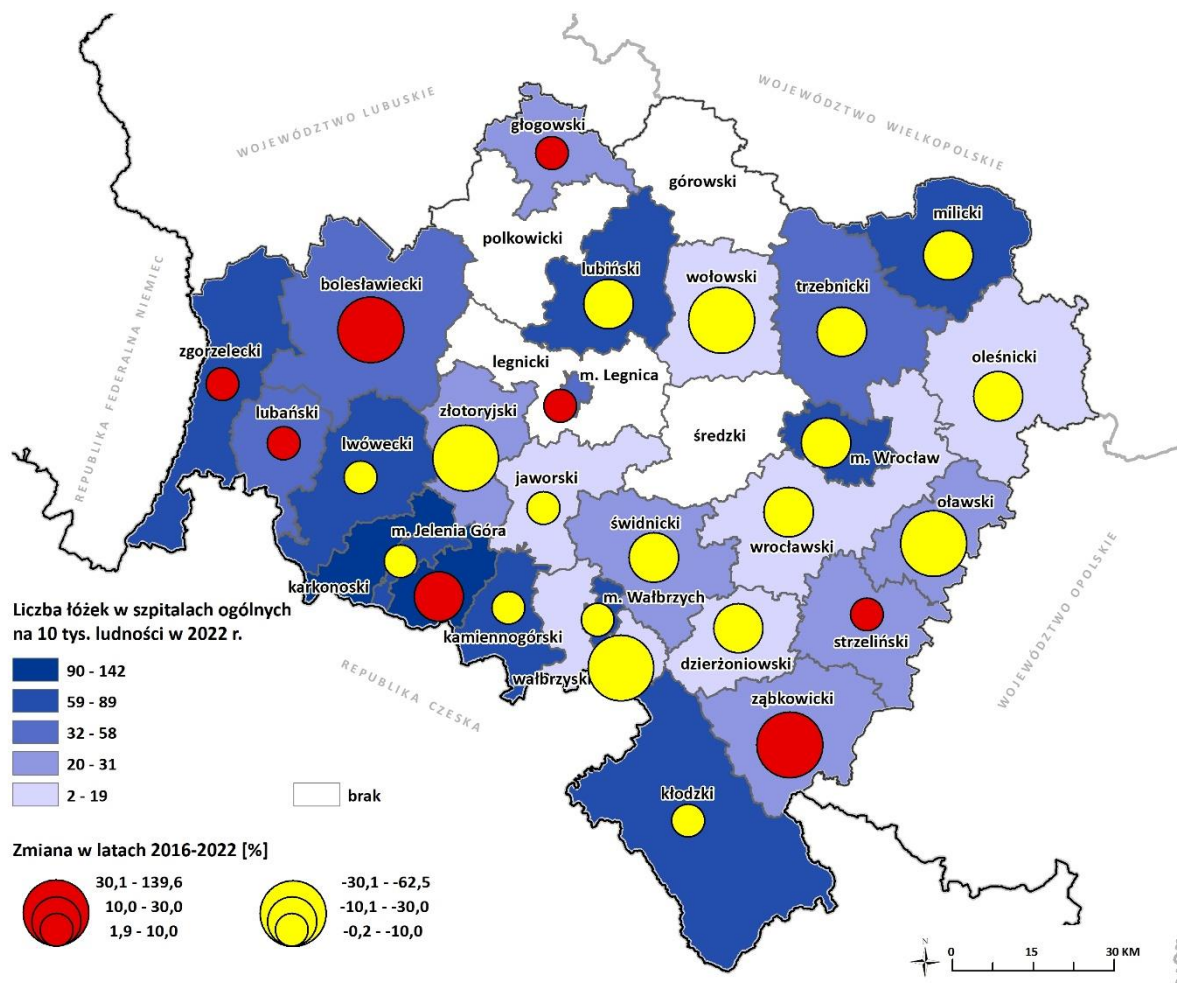 WOJEWÓDZTWO LUBUSKIE
WOJEWÓDZTWO WIELKOPOLSKIE
REPUBLIKA FEDERALNA NIEMIEC
głogowski
górowski
milicki
polkowicki
lubiński
wołowski
trzebnicki
bolesławiecki
zgorzelecki
legnicki
m. Legnica
oleśnicki
lubański
złotoryjski
lwówecki
średzki
m. Wrocław
jaworski
oławski
m. Jelenia Góra
świdnicki
wrocławski
karkonoski
m. Wałbrzych
kamiennogórski
strzeliński
dzierżoniowski
wałbrzyski
ząbkowicki
kłodzki
REPUBLIKA CZESKA
WOJEWÓDZTWO OPOLSKIE
Liczba łóżek w szpitalach ogólnych
na 10 tys. ludności w 2022 r.
90 - 142
59 - 89
32 - 58
20 - 31
2 - 19
brak
Zmiana w latach 2016-2022 [%]
30,1 - 139,6
10,0 - 30,0
1,9 - 10,0
-30,1 - -62,5
-10,1 - -30,0
-0,2 - -10,0
N
0 15 30 KM